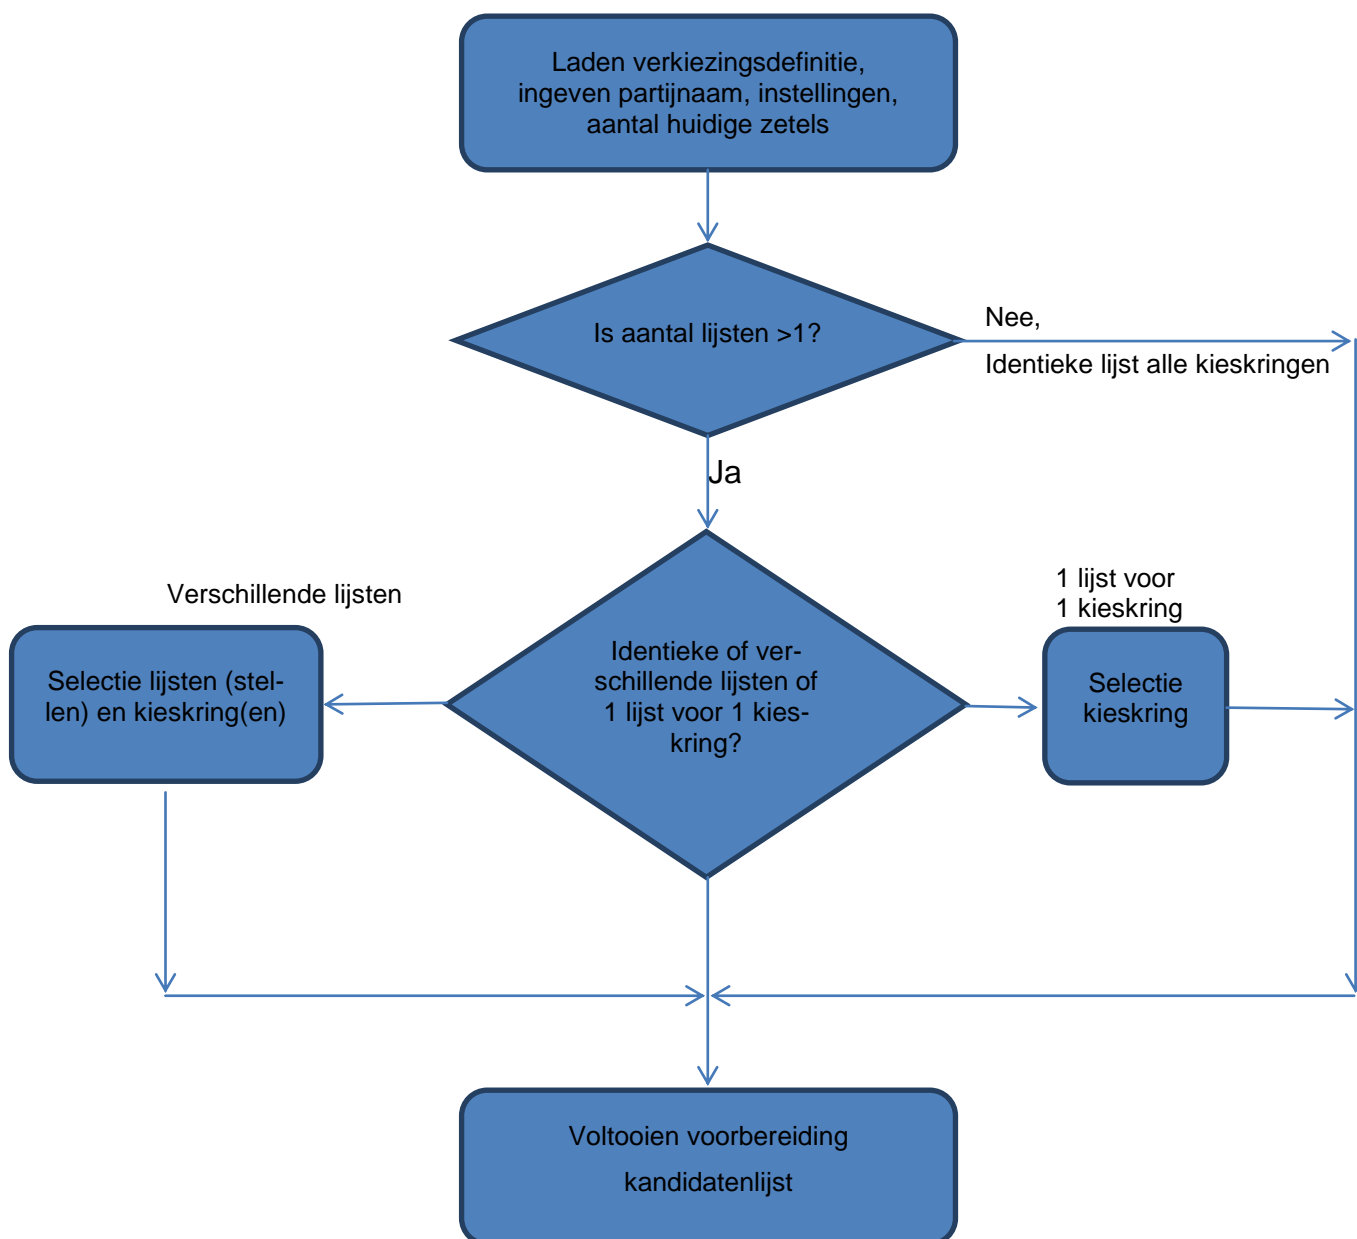 Laden verkiezingsdefinitie,
ingeven partijnaam, instellingen,
aantal huidige zetels
Is aantal lijsten >1?
Nee,
Identieke lijst alle kieskringen
Ja
Verschillende lijsten
1 lijst voor
1 kieskring
Selectie lijsten (stel-
len) en kieskring(en)
Identieke of ver-
schillende lijsten of
1 lijst voor 1 kies-
kring?
Selectie
kieskring
Voltooien voorbereiding
kandidatenlijst